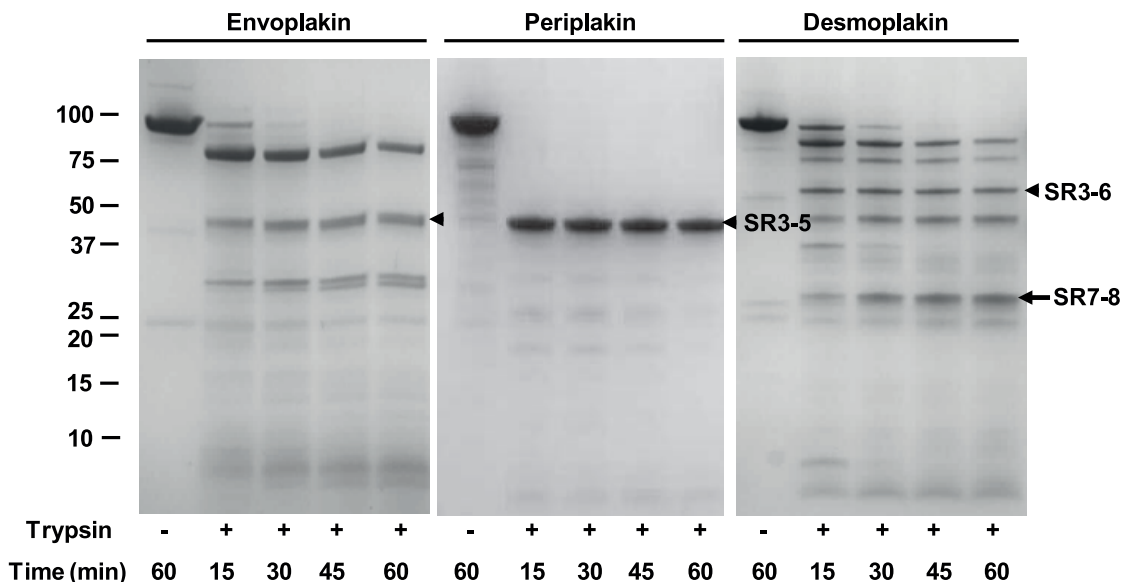 Envoplakin Periplakin Desmoplakin
100
75
50
37
25
20
15
10
SR3-5
SR3-6
SR7-8
Trypsin - + + + + - + + + + - + + + +
Time (min) 60 15 30 45 60 60 15 30 45 60 60 15 30 45 60